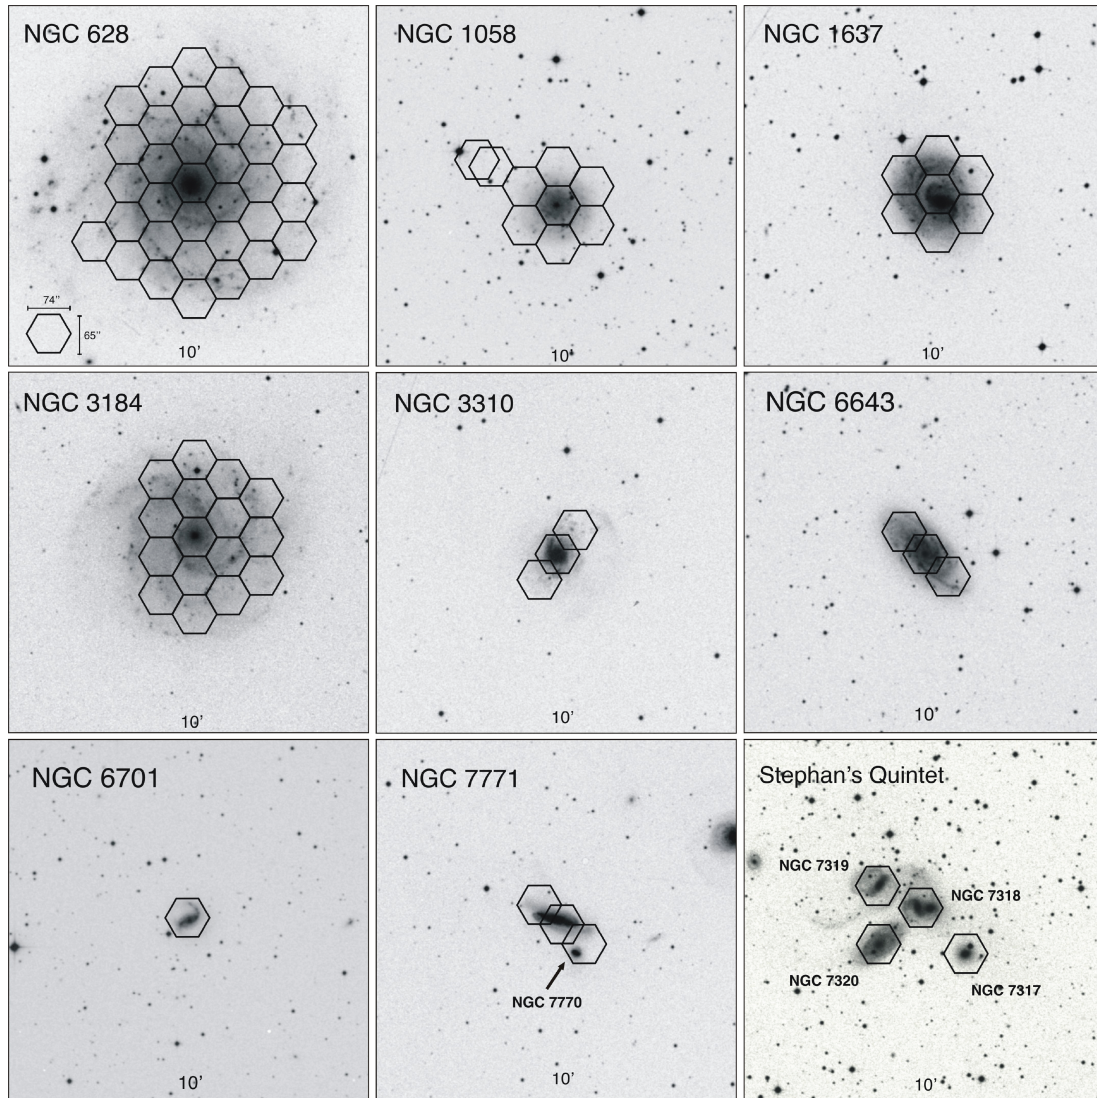 NGC 628
74"
65"
10'
NGC 1058
10'
NGC 1637
10'
NGC 3184
10'
NGC 3310
10'
NGC 6643
10'
NGC 6701
10'
NGC 7771
NGC 7770
10'
Stephan's Quintet
NGC 7319
NGC 7318
NGC 7320
NGC 7317
10'